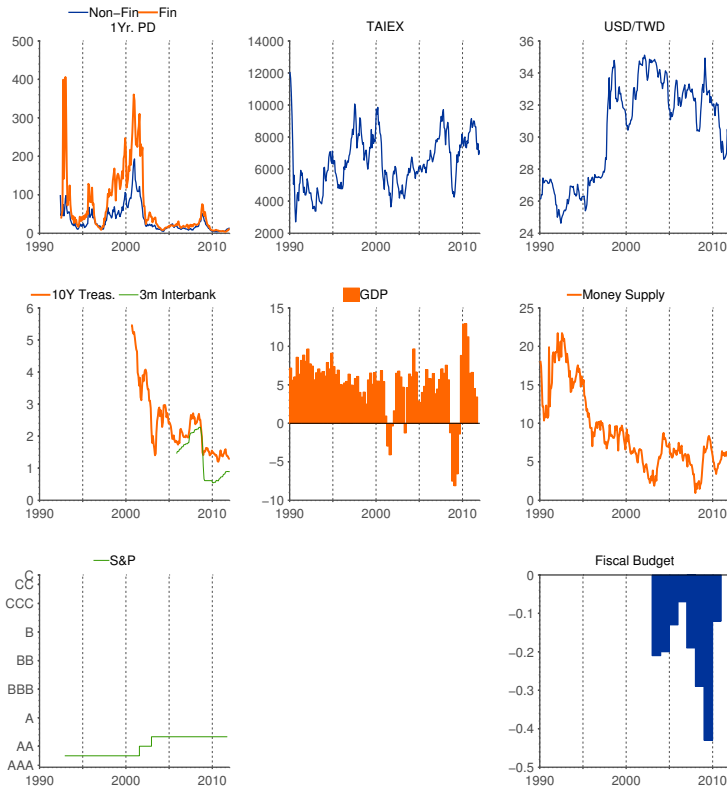 Non−Fin Fin
1Yr. PD
500
400
300
200
100
0
1990 2000 2010
TAIEX
14000
12000
10000
8000
6000
4000
2000
1990 2000 2010
USD/TWD
36
34
32
30
28
26
24
1990 2000 2010
10Y Treas. 3m Interbank
6
5
4
3
2
1
0
1990 2000 2010
GDP
15
10
5
0
−5
−10
1990 2000 2010
Money Supply
25
20
15
10
5
0
1990 2000 2010
S&P
C
CC
CCC
B
BB
BBB
A
AA
AAA
1990 2000 2010
Fiscal Budget
0
−0.1
−0.2
−0.3
−0.4
−0.5
1990 2000 2010